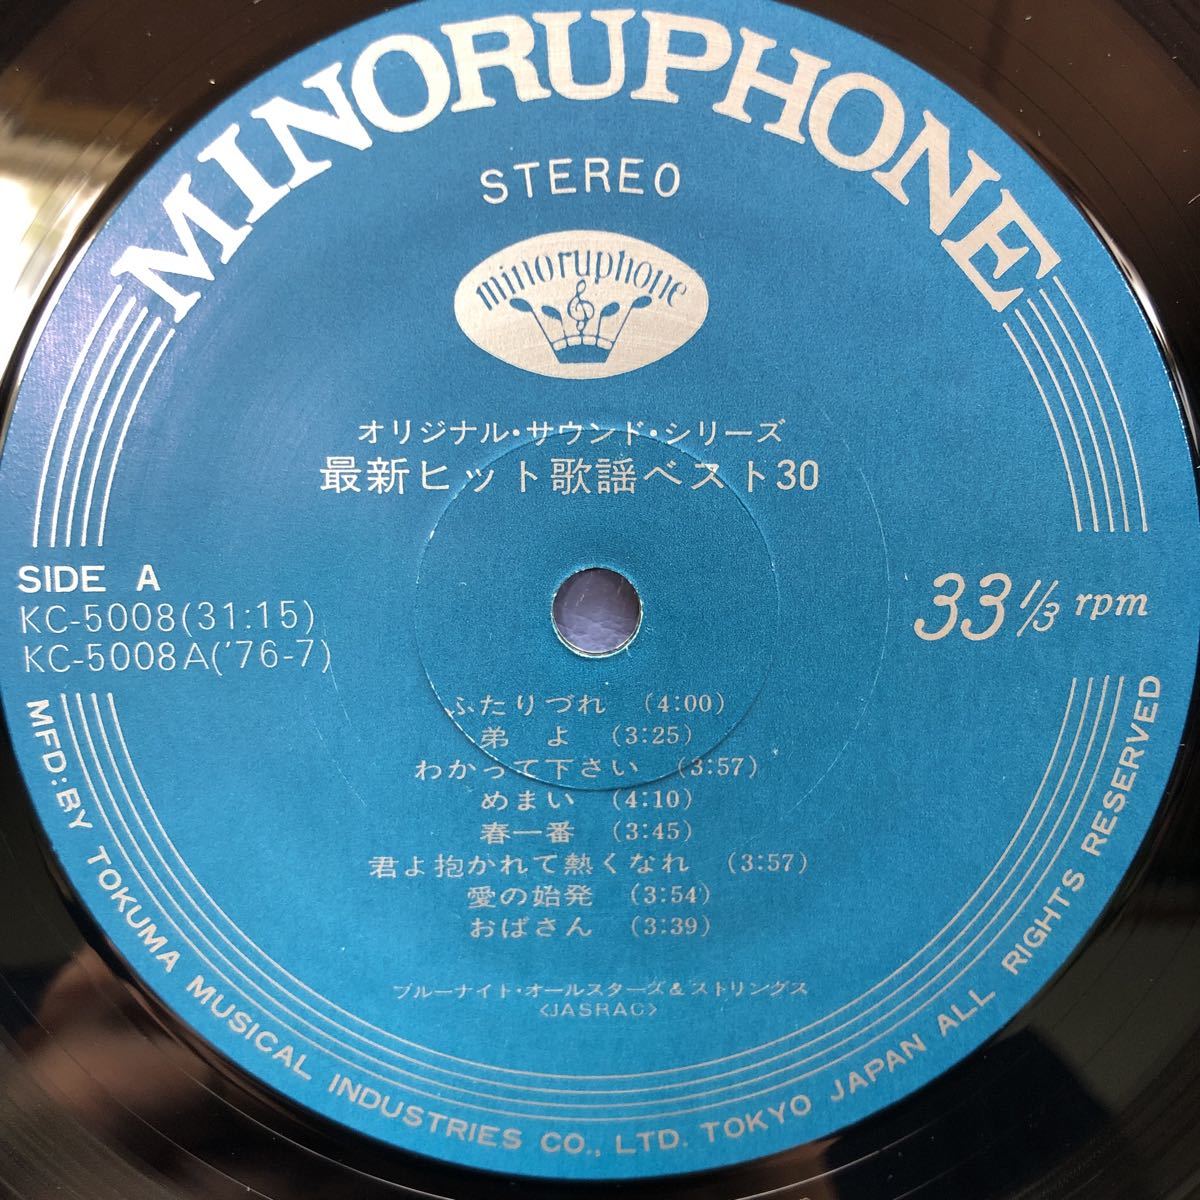 MINORUPHONE
STEREO
minoruphone
オリジナル・サウンド・シリーズ
最新ヒット歌謡ベスト30
SIDE A
KC-5008(31:15)
KC-5008A('76-7)
33 1/3 rpm
ふたりづれ (4:00)
弟よ (3:25)
わかって下さい (3:57)
めまい (4:10)
春一番 (3:45)
君よ抱かれて熱くなれ (3:57)
愛の始発 (3:54)
おばさん (3:39)
ブルーナイト・オールスターズ&ストリングス
<JASRAC>
MFD:BY TOKUMA MUSICAL INDUSTRIES CO., LTD. TOKYO JAPAN ALL RIGHTS RESERVED